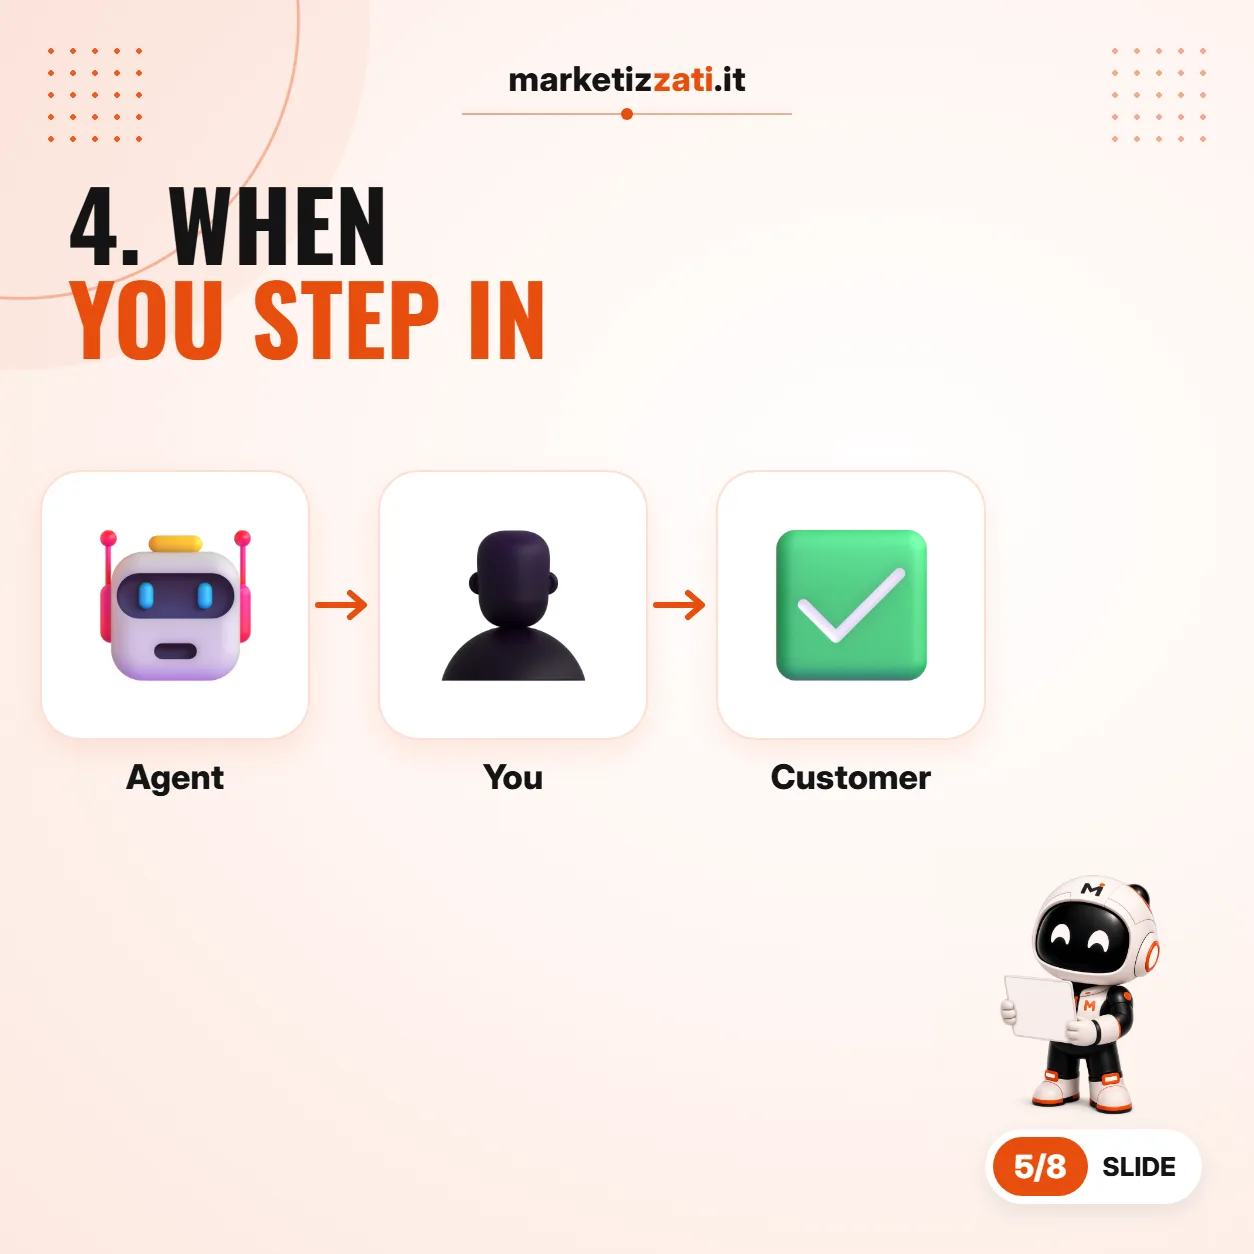 marketizzati.it
4. WHEN
YOU STEP IN
Agent
You
Customer
M
M
5/8 SLIDE